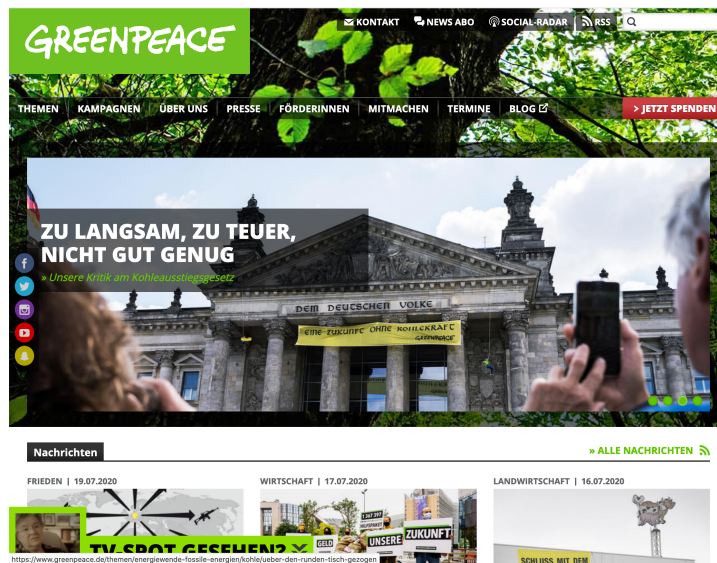 GREENPEACE
KONTAKT NEWS ABO SOCIAL-RADAR RSS
THEMEN KAMPAGNEN ÜBER UNS PRESSE FÖRDERINNEN MITMACHEN TERMINE BLOG > JETZT SPENDEN
ZU LANGSAM, ZU TEUER,
NICHT GUT GENUG
» Unsere Kritik am Kohleausstiegsgesetz
DEM DEUTSCHEN VOLKE
EINE ZUKUNFT OHNE KOHLEKRAFT
GREENPEACE
Nachrichten » ALLE NACHRICHTEN
FRIEDEN | 19.07.2020 WIRTSCHAFT | 17.07.2020 LANDWIRTSCHAFT | 16.07.2020
1 267 397
GELD
UNSERE ZUKUNFT
SCHLUSS MIT DEM
TV-SPOT GESEHEN?
https://www.greenpeace.de/themen/energiewende-fossile-energien/kohle/ueber-den-runden-tisch-gezogen